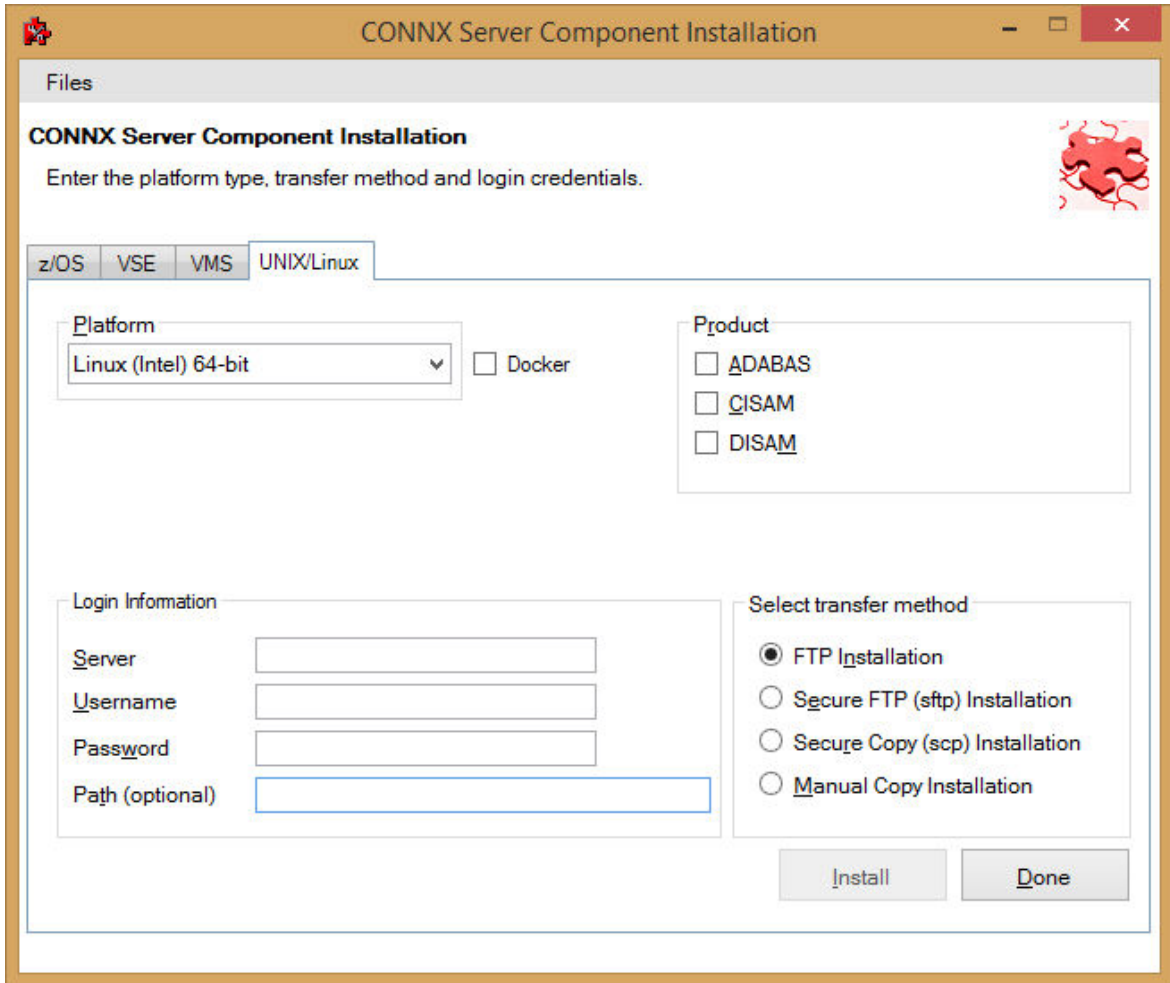 CONNX Server Component Installation
Files
CONNX Server Component Installation
Enter the platform type, transfer method and login credentials.
z/OS VSE VMS UNIX/Linux
Platform
Linux (Intel) 64-bit
Docker
Product
ADABAS
CISAM
DISAM
Login Information
Server
Username
Password
Path (optional)
Select transfer method
FTP Installation
Secure FTP (sftp) Installation
Secure Copy (scp) Installation
Manual Copy Installation
Install Done